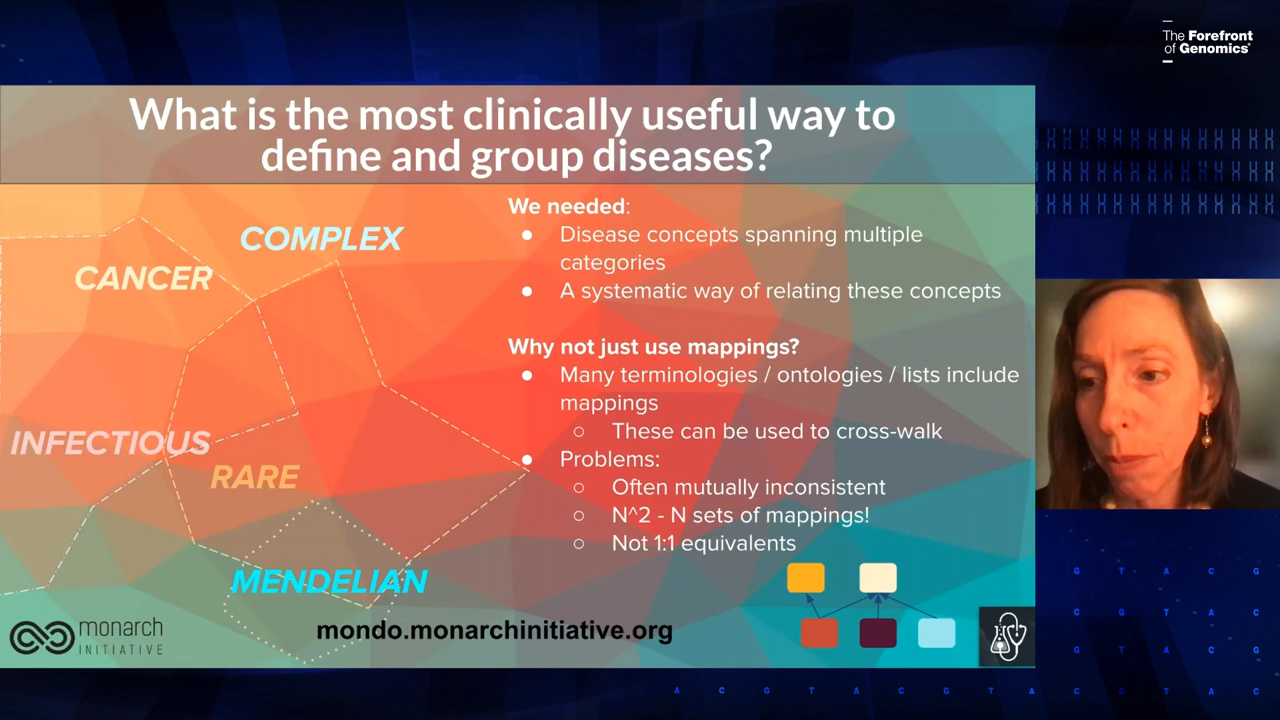 The Forefront
of Genomics®
What is the most clinically useful way to
define and group diseases?
COMPLEX
CANCER
INFECTIOUS
RARE
MENDELIAN
We needed:
● Disease concepts spanning multiple
categories
● A systematic way of relating these concepts
Why not just use mappings?
● Many terminologies / ontologies / lists include
mappings
○ These can be used to cross-walk
● Problems:
○ Often mutually inconsistent
○ N^2 - N sets of mappings!
○ Not 1:1 equivalents
monarch
INITIATIVE
mondo.monarchinitiative.org
G T A C G
C G T A C
G T A C G
A C G T A C G T A C G T A C